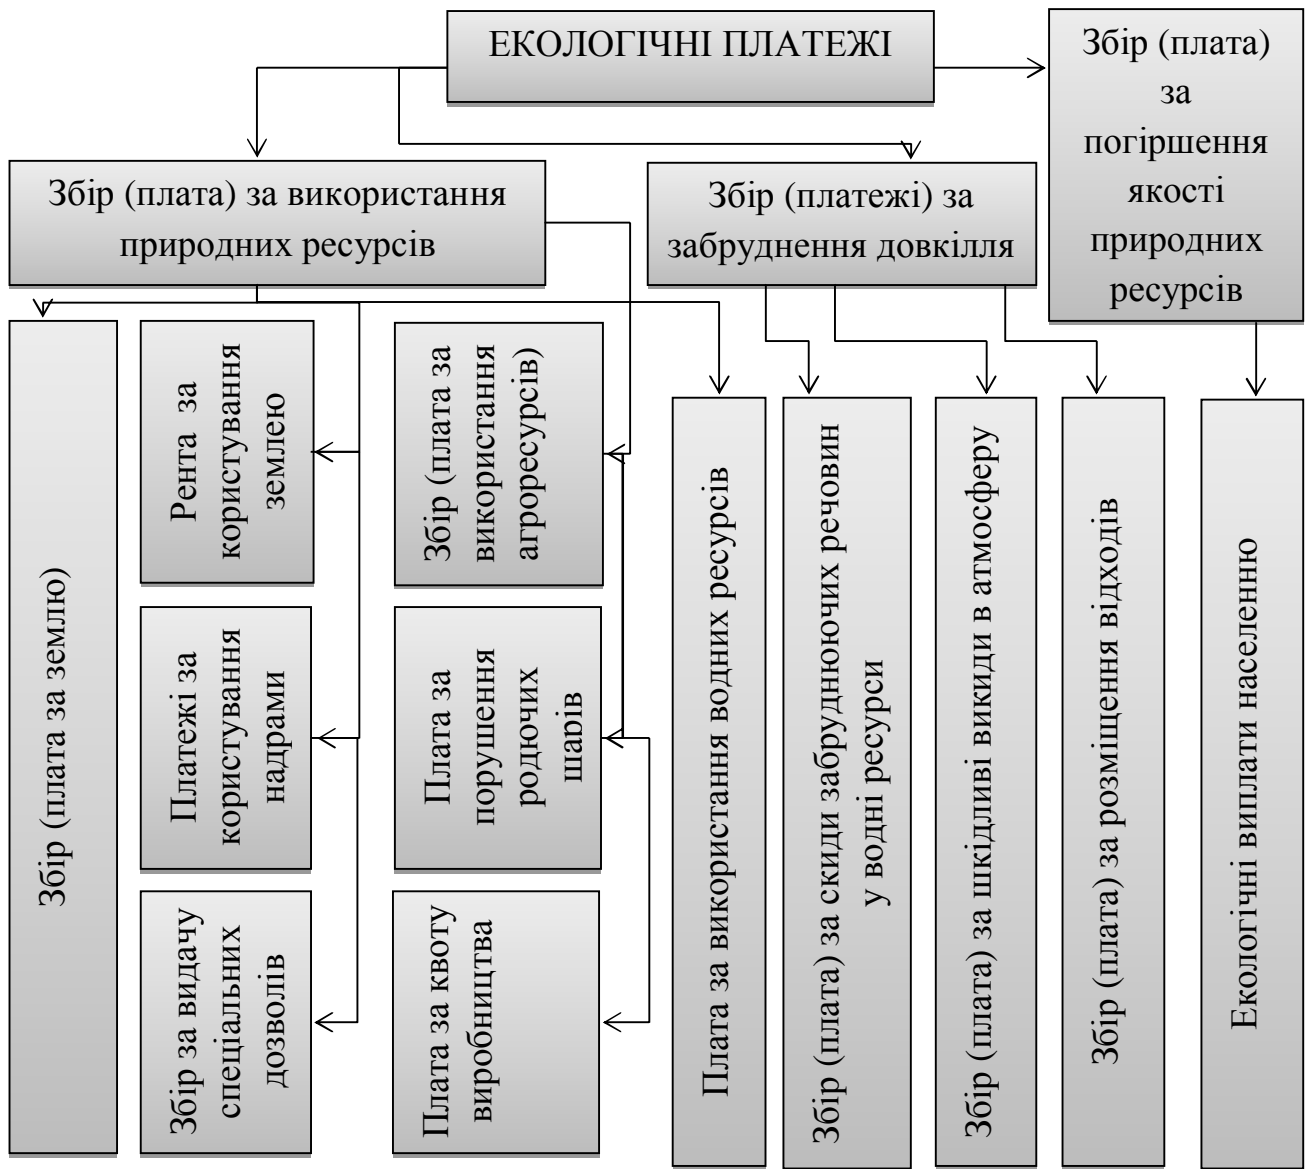 ЕКОЛОГІЧНІ ПЛАТЕЖІ
Збір (плата)
за
погіршення
якості
природних
ресурсів
Збір (плата) за використання
природних ресурсів
Збір (платежі) за
забруднення довкілля
Збір (плата за землю)
Рента за
користування
землею
Збір (плата за
використання
агроресурсів)
Платежі за
користування
надрами
Плата за
порушення
родючих
шарів
Збір за видачу
спеціальних
дозволів
Плата за квоту
виробництва
Плата за використання водних ресурсів
Збір (плата) за скиди забруднюючих речовин
у водні ресурси
Збір (плата) за шкідливі викиди в атмосферу
Збір (плата) за розміщення відходів
Екологічні виплати населенню